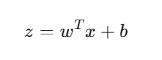 z = w^T x + b